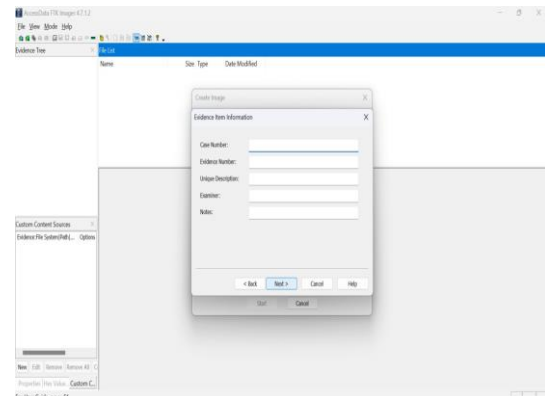 AccessData FTK Imager 4.7.1.2
File View Mode Help
Evidence Tree
File List
Name Size Type Date Modified
Create Image
Evidence Item Information
Case Number:
Evidence Number:
Unique Description:
Examiner:
Notes:
< Back Next > Cancel Help
Start Cancel
Custom Content Sources
Evidence:File System|Path|... Options
New Edit Remove Remove All
Properties Hex Value Custom C...